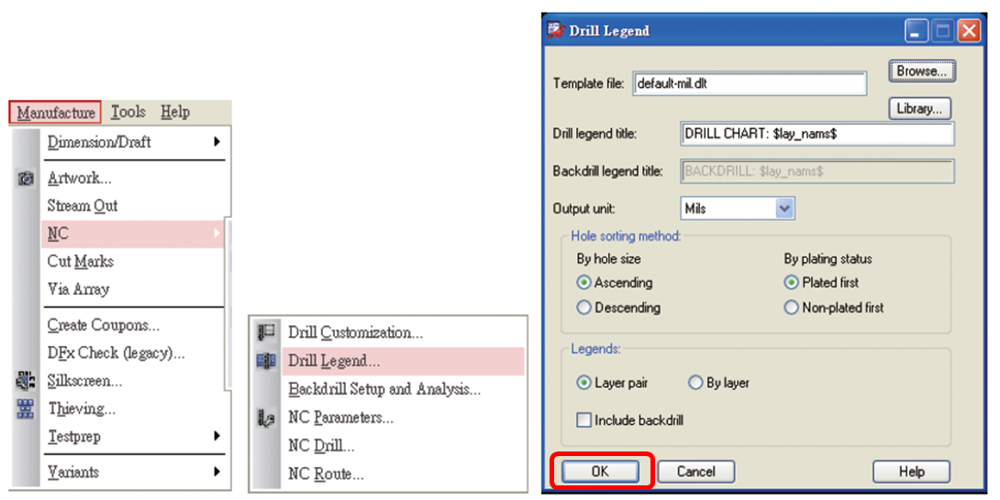 Manufacture Tools Help
Dimension/Draft
Artwork...
Stream Out
NC
Cut Marks
Via Array
Create Coupons...
DFx Check (legacy)...
Silkscreen...
Thieving...
Testprep
Variants
Drill Customization...
Drill Legend...
Backdrill Setup and Analysis...
NC Parameters...
NC Drill...
NC Route...
Drill Legend
Template file: default-mil.dlt Browse...
Library...
Drill legend title: DRILL CHART: $lay_nams$
Backdrill legend title: BACKDRILL: $lay_nams$
Output unit: Mils
Hole sorting method:
By hole size By plating status
Ascending Plated first
Descending Non-plated first
Legends:
Layer pair By layer
Include backdrill
OK Cancel Help